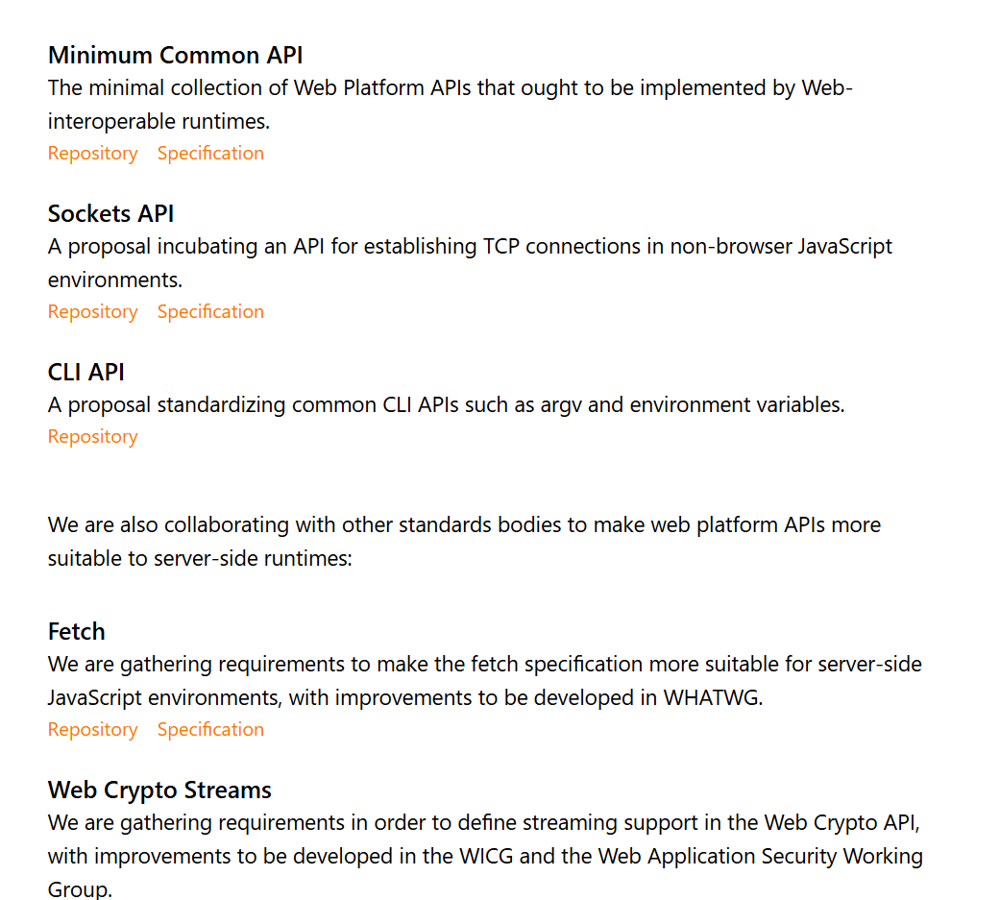 Minimum Common API
The minimal collection of Web Platform APIs that ought to be implemented by Web-
interoperable runtimes.
Repository Specification
Sockets API
A proposal incubating an API for establishing TCP connections in non-browser JavaScript
environments.
Repository Specification
CLI API
A proposal standardizing common CLI APIs such as argv and environment variables.
Repository
We are also collaborating with other standards bodies to make web platform APIs more
suitable to server-side runtimes:
Fetch
We are gathering requirements to make the fetch specification more suitable for server-side
JavaScript environments, with improvements to be developed in WHATWG.
Repository Specification
Web Crypto Streams
We are gathering requirements in order to define streaming support in the Web Crypto API,
with improvements to be developed in the WICG and the Web Application Security Working
Group.